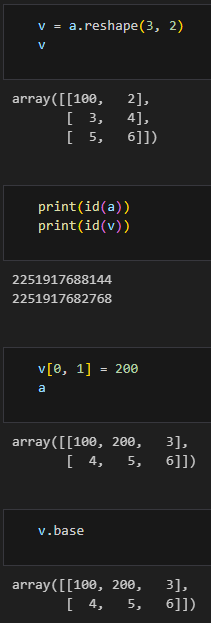 v = a.reshape(3, 2)
v
array([[100,   2],
       [  3,   4],
       [  5,   6]])
print(id(a))
print(id(v))
2251917688144
2251917682768
v[0, 1] = 200
a
array([[100, 200,   3],
       [  4,   5,   6]])
v.base
array([[100, 200,   3],
       [  4,   5,   6]])